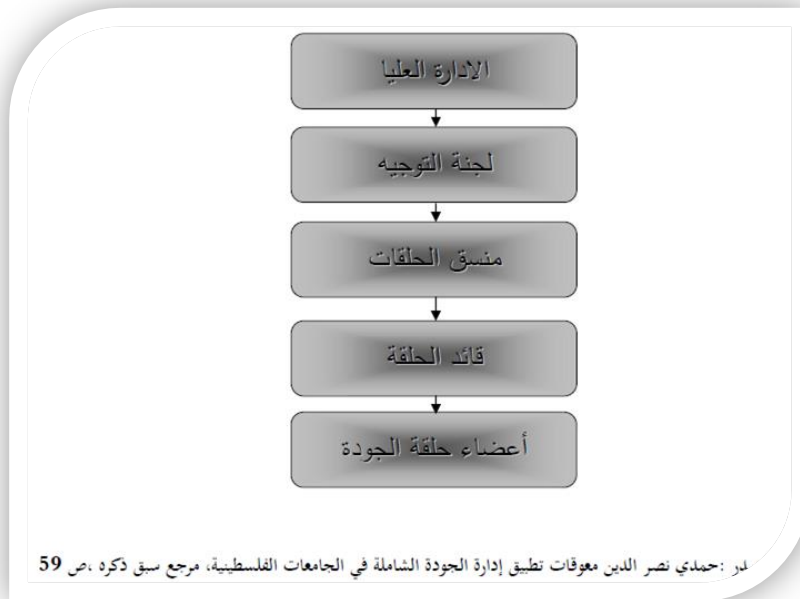 الادارة العليا
لجنة التوجيه
منسق الحلقات
قائد الحلقة
أعضاء حلقة الجودة
حمدي نصر الدين معوقات تطبيق إدارة الجودة الشاملة في الجامعات الفلسطينية، مرجع سبق ذكره ،ص 59